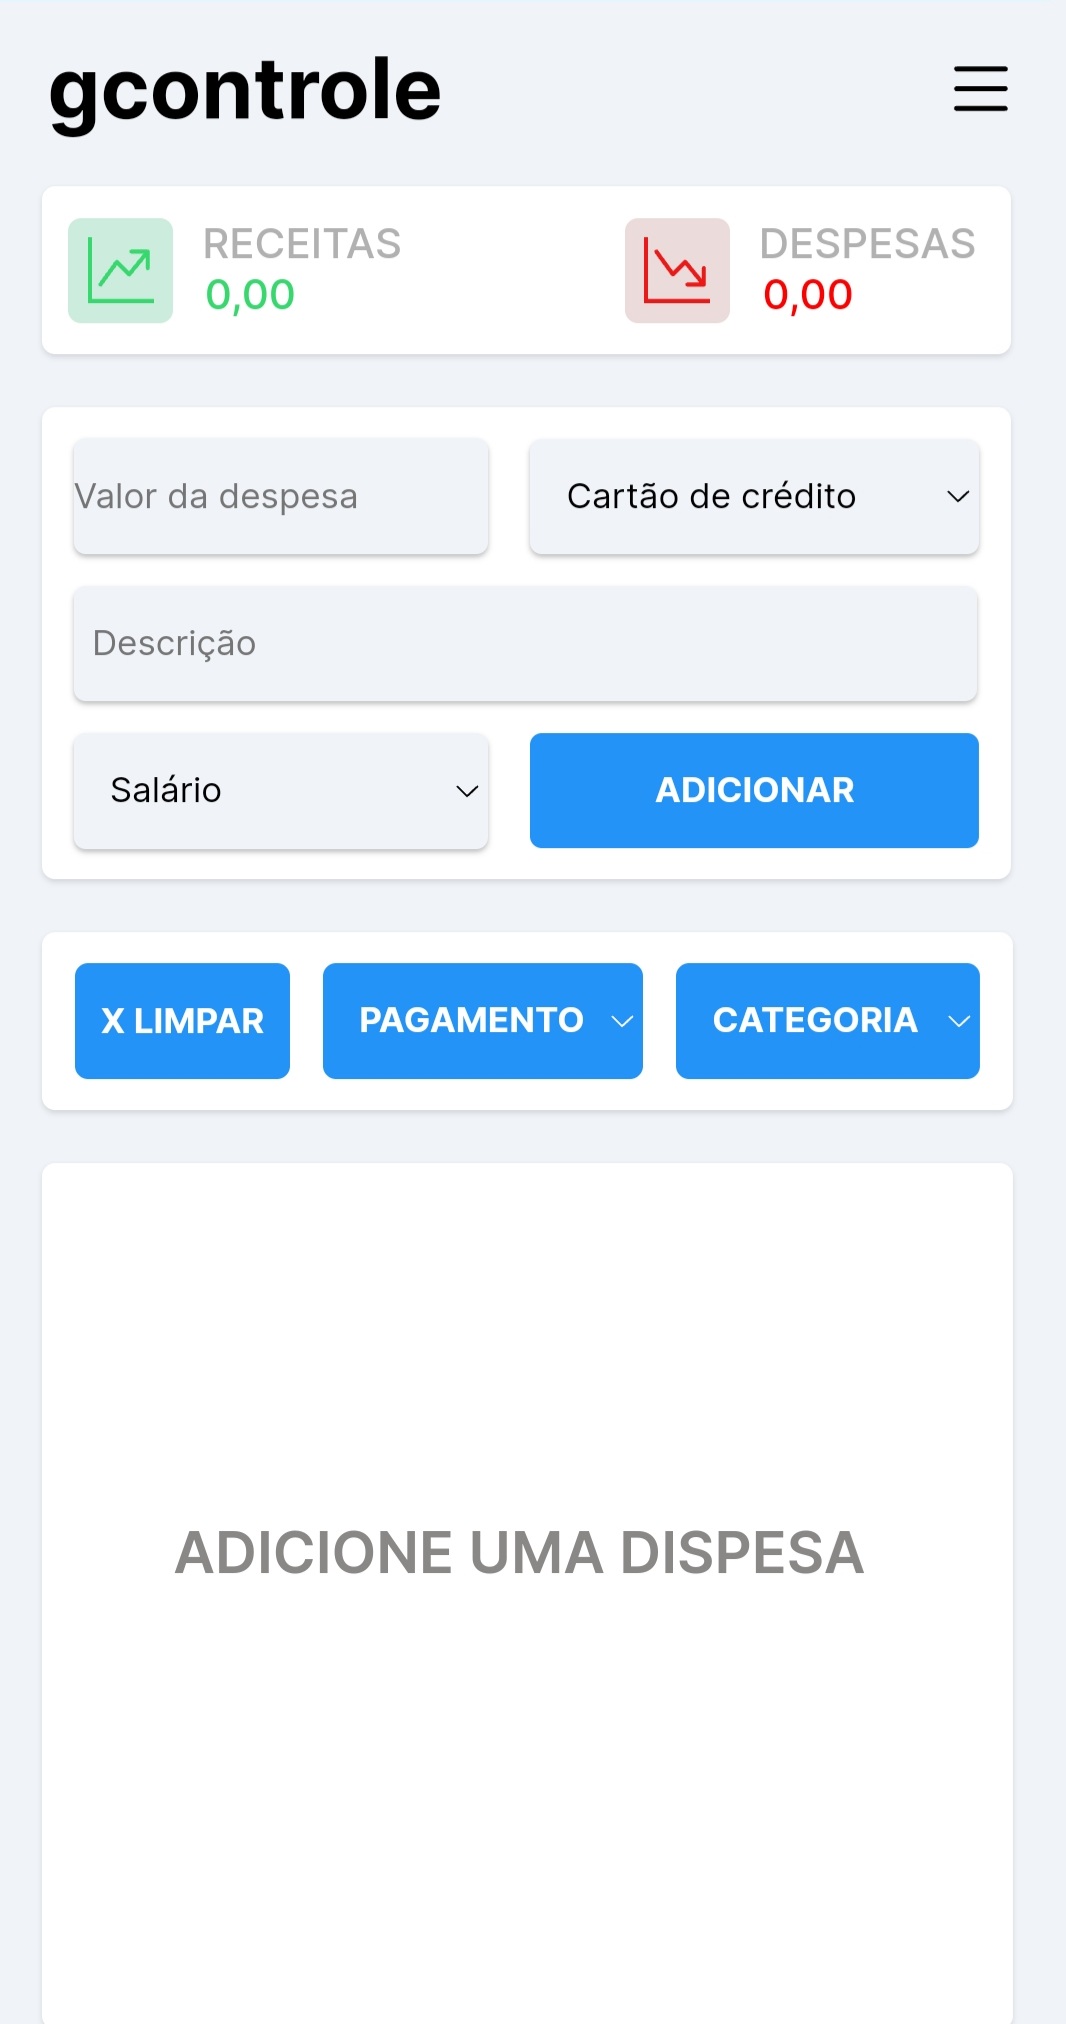 gcontrole
RECEITAS
0,00
DESPESAS
0,00
Valor da despesa
Cartão de crédito
Descrição
Salário
ADICIONAR
X LIMPAR
PAGAMENTO
CATEGORIA
ADICIONE UMA DISPESA